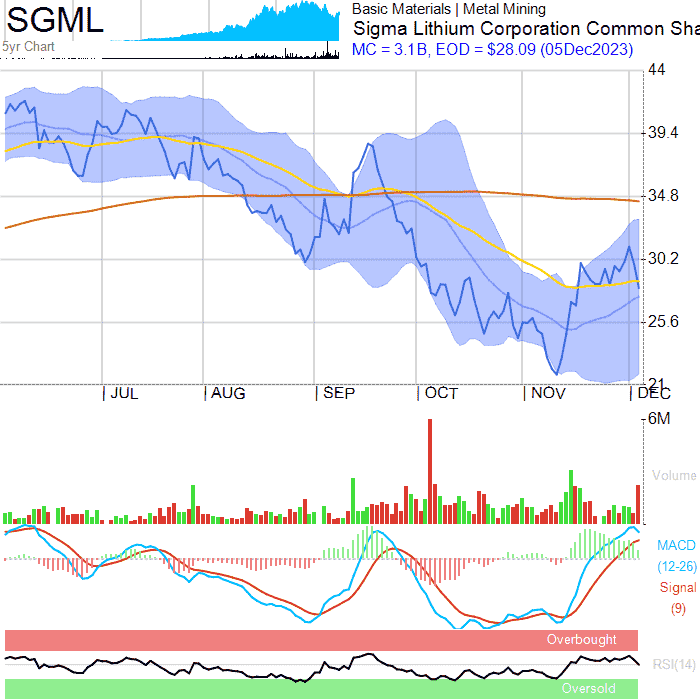 SGML
5yr Chart
Basic Materials | Metal Mining
Sigma Lithium Corporation Common Sha
MC = 3.1B, EOD = $28.09 (05Dec2023)
44
39.4
34.8
30.2
25.6
21
JUL
AUG
SEP
OCT
NOV
DEC
6M
Volume
MACD
(12-26)
Signal
(9)
Overbought
RSI(14)
Oversold